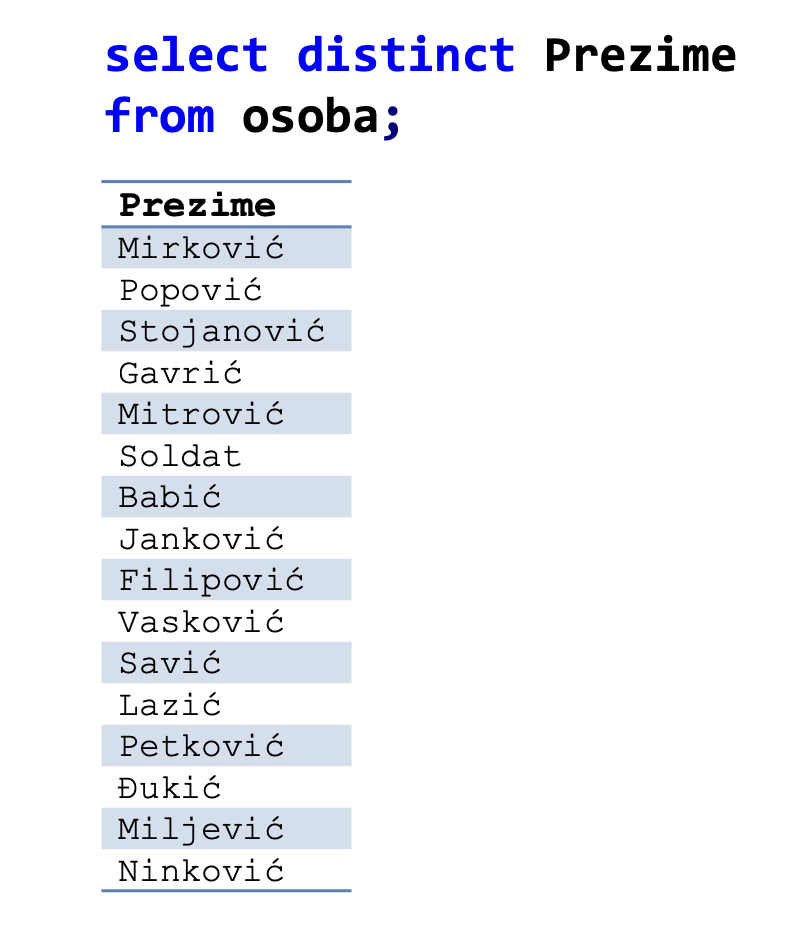 select distinct Prezime
from osoba;
Prezime
Mirković
Popović
Stojanović
Gavrić
Mitrović
Soldat
Babić
Janković
Filipović
Vasković
Savić
Lazić
Petković
Đukić
Miljević
Ninković